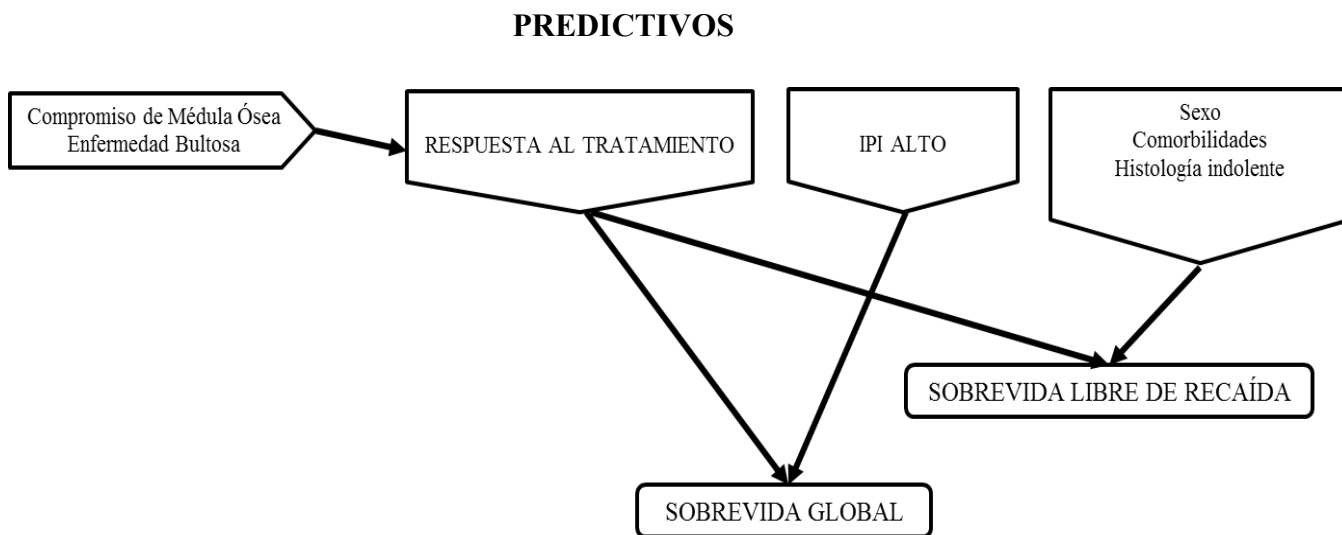 PREDICTIVOS
Compromiso de Médula Ósea
Enfermedad Bultosa
RESPUESTA AL TRATAMIENTO
IPI ALTO
Sexo
Comorbilidades
Histología indolente
SOBREVIDA LIBRE DE RECAÍDA
SOBREVIDA GLOBAL